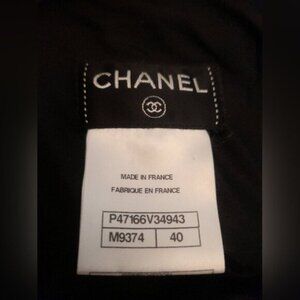 CHANEL
MADE IN FRANCE
FABRIQUE EN FRANCE
P47166V34943
M9374 40